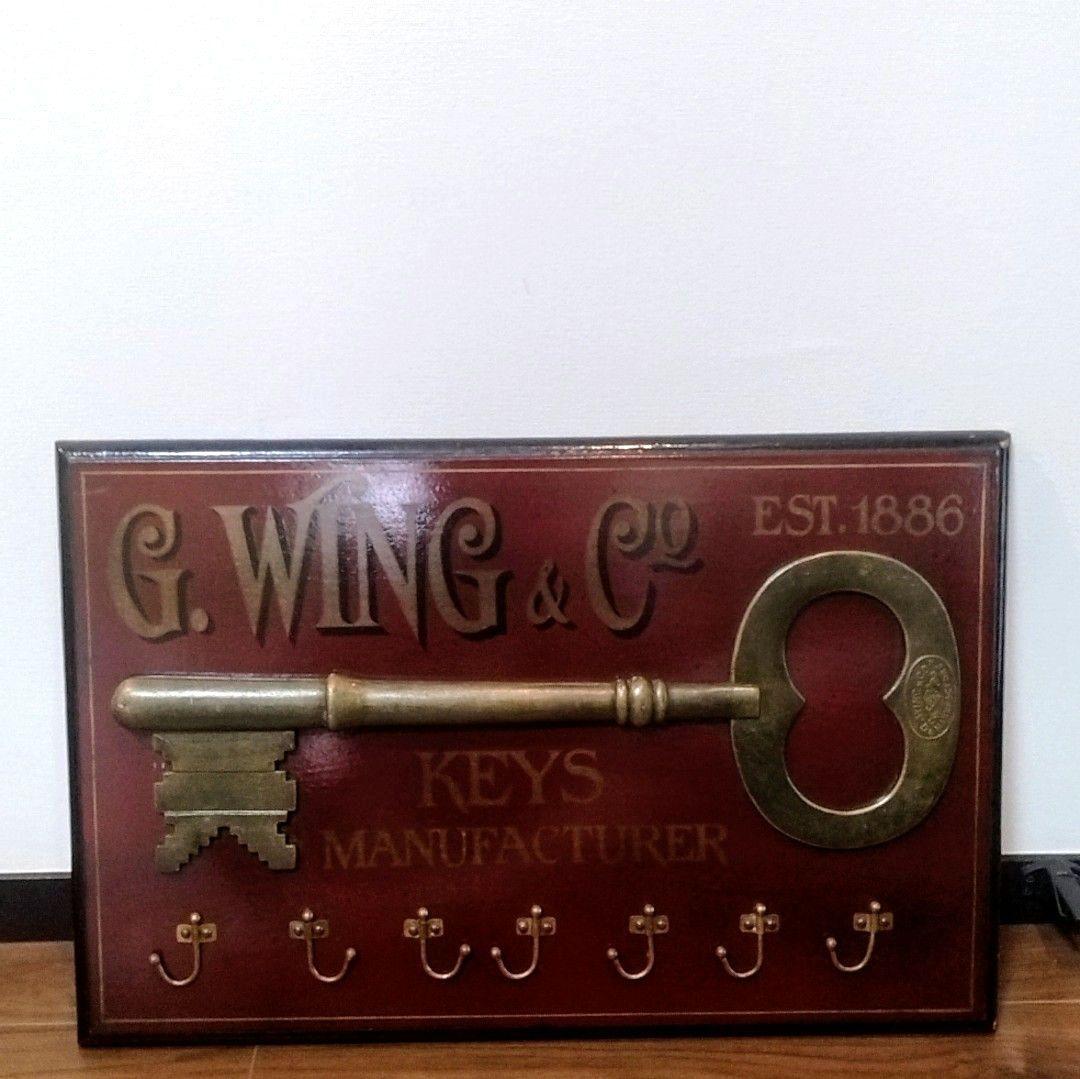 G. WING & Co
EST. 1886
KEYS
MANUFACTURER